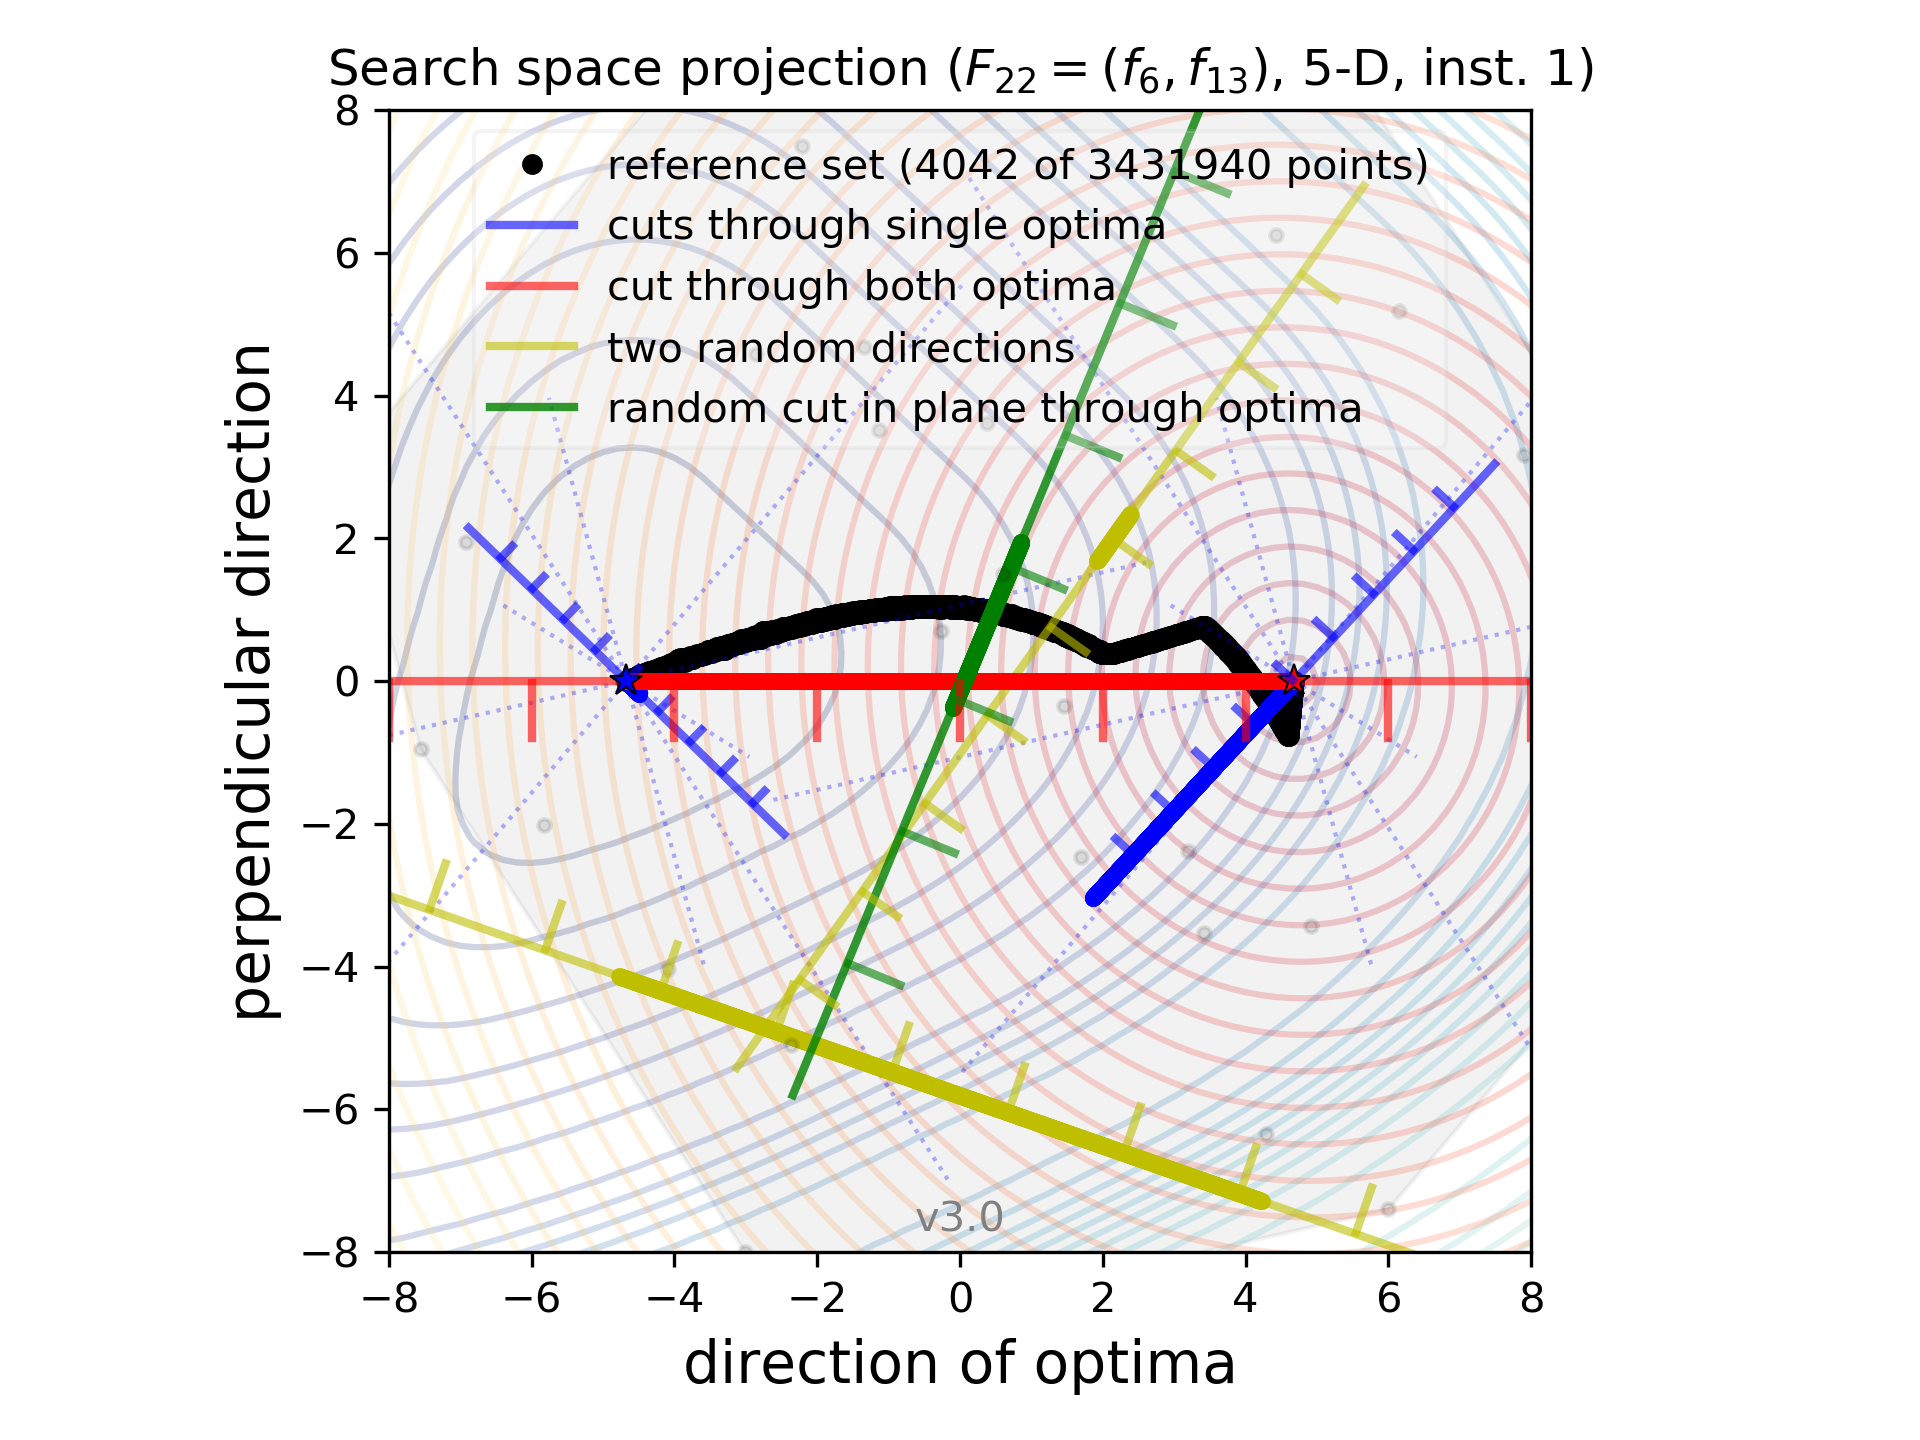 Search space projection (F₂₂ = (f₆, f₁₃), 5-D, inst. 1)
reference set (4042 of 3431940 points)
cuts through single optima
cut through both optima
two random directions
random cut in plane through optima
8
6
4
2
0
−2
−4
−6
−8
perpendicular direction
v3.0
−8 −6 −4 −2 0 2 4 6 8
direction of optima